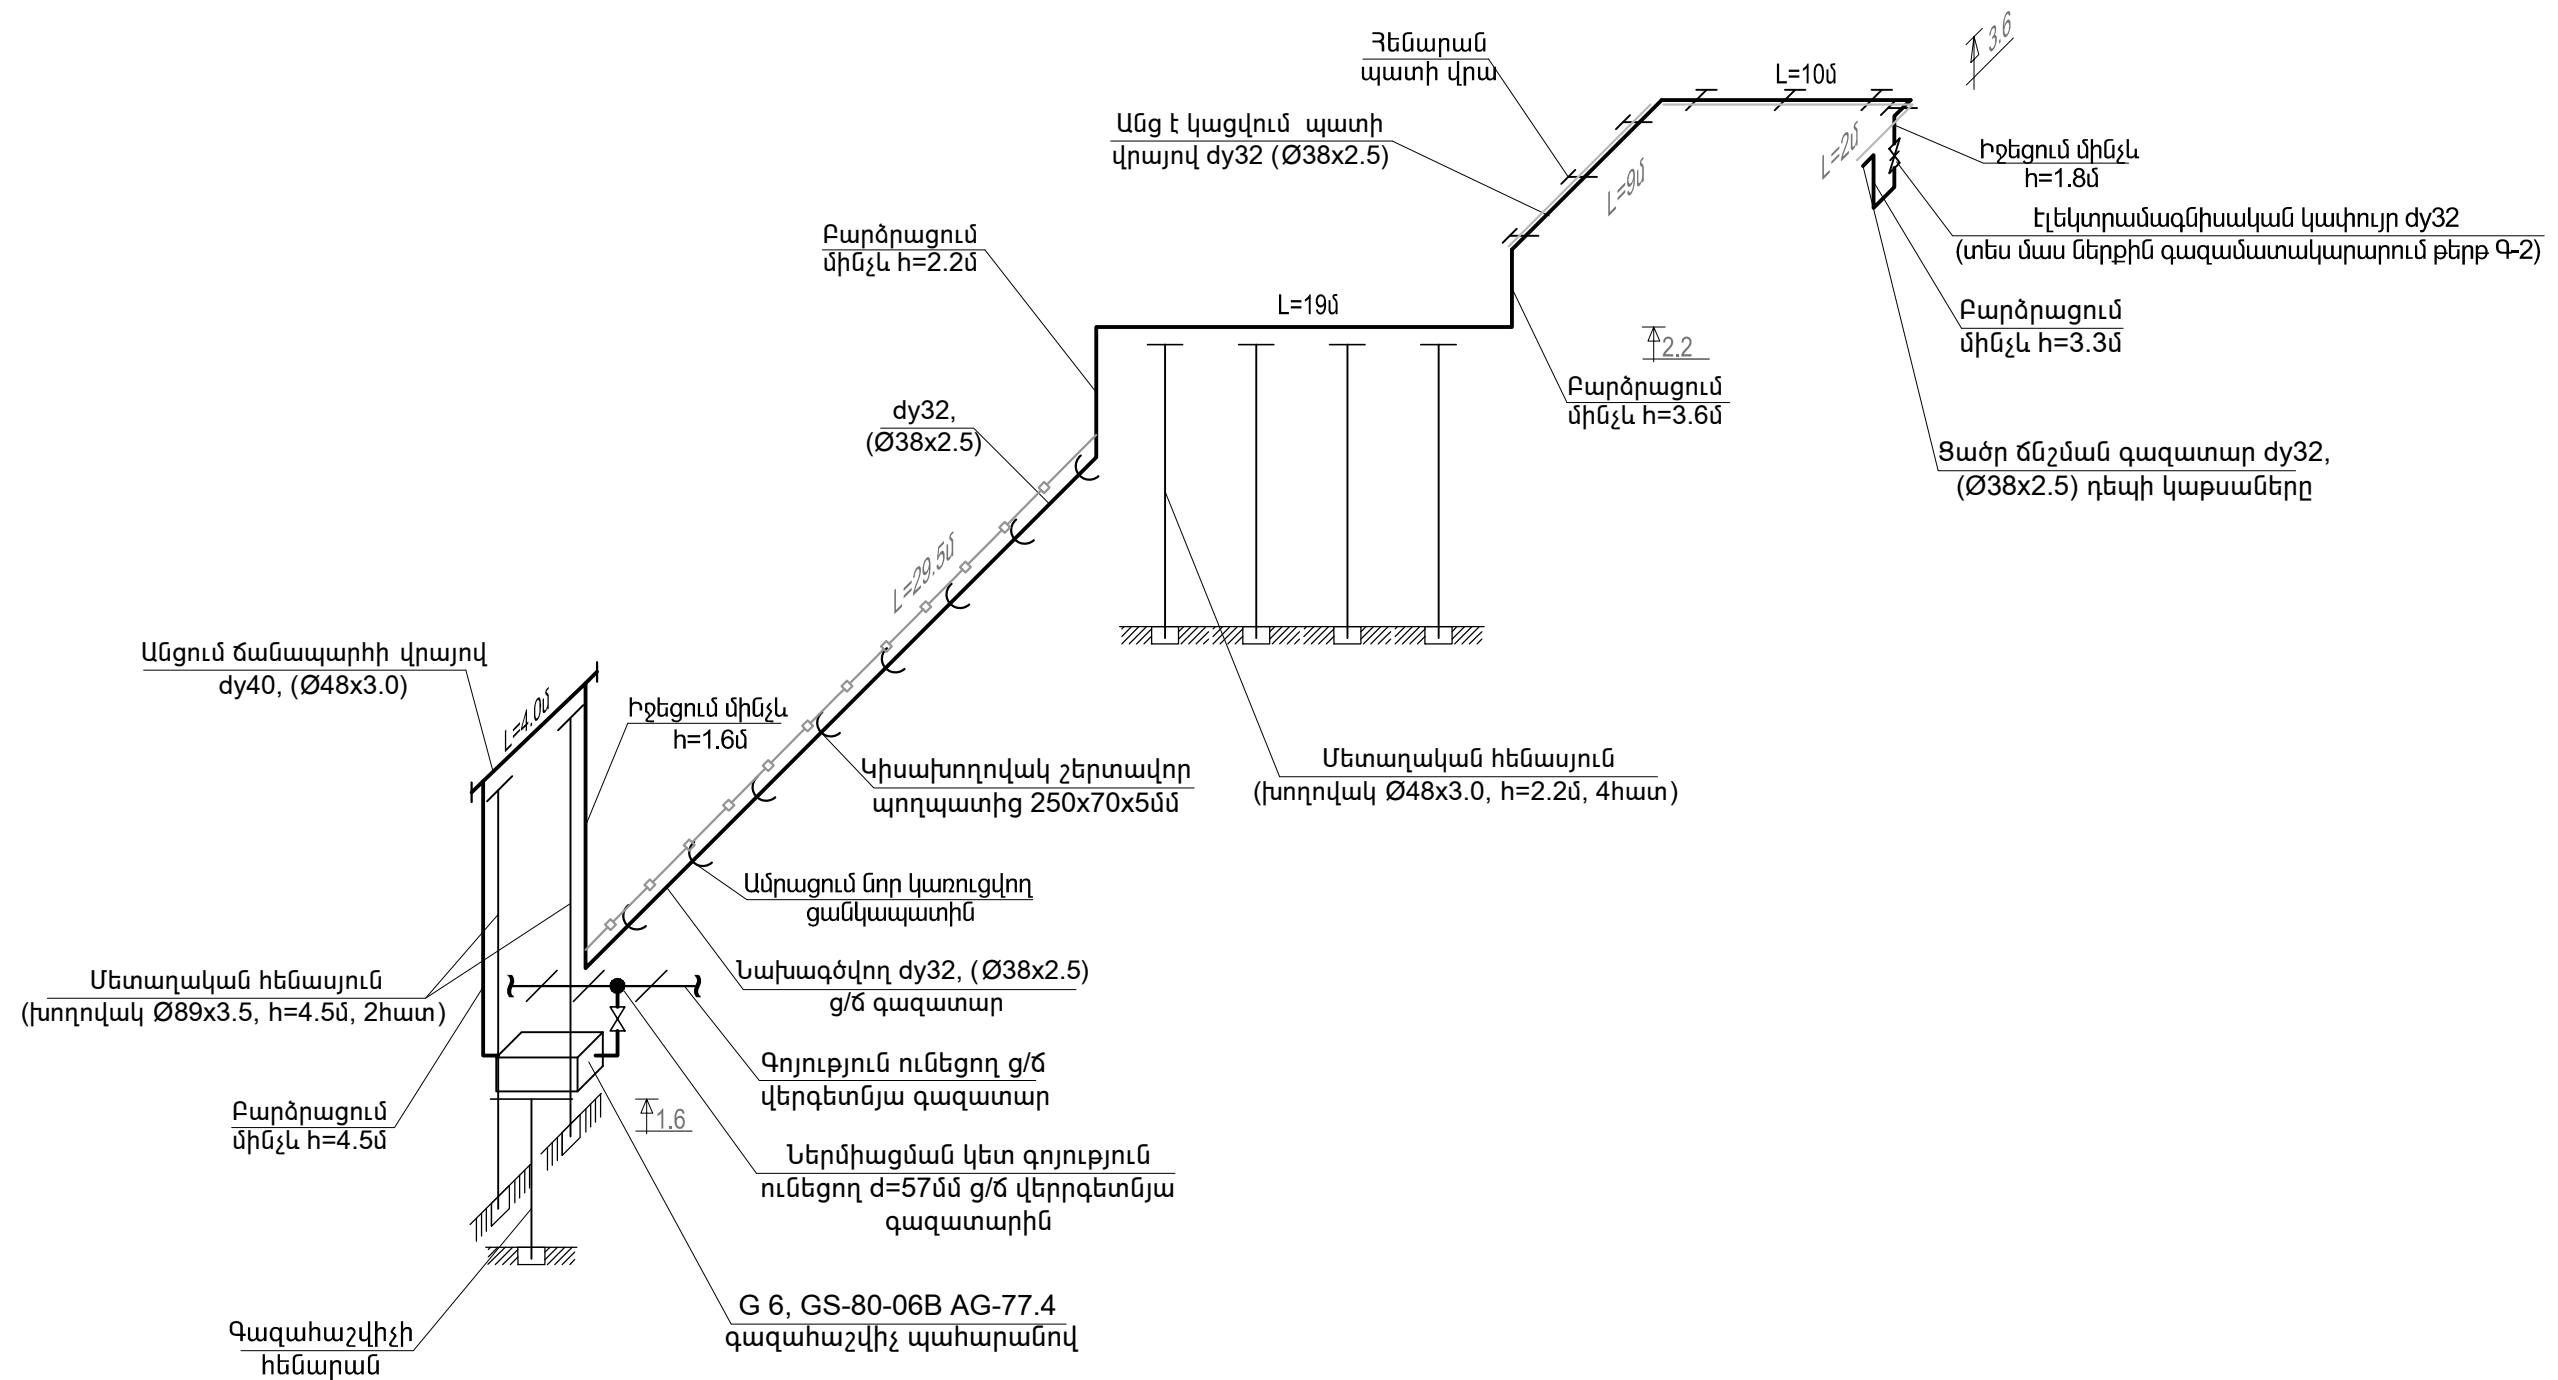 3.6
Հենարան
պատի վրա
L=10մ
Անց է կացվում պատի
վրայով dy32 (Ø38x2.5)
L=9մ
L=2մ
Իջեցում մինչև
h=1.8մ
Էլեկտրամագնիսական կափույր dy32
(տես մաս ներքին գազամատակարարում թերթ Գ-2)
Բարձրացում
մինչև h=2.2մ
L=19մ
Բարձրացում
մինչև h=3.3մ
2.2
Բարձրացում
մինչև h=3.6մ
dy32,
(Ø38x2.5)
Ցածր ճնշման գազատար dy32,
(Ø38x2.5) դեպի կաթսաները
L=29.5մ
Անցում ճանապարհի վրայով
dy40, (Ø48x3.0)
L=4.0մ
Իջեցում մինչև
h=1.6մ
Կիսախողովակ շերտավոր
պողպատից 250x70x5մմ
Մետաղական հենասյուն
(խողովակ Ø48x3.0, h=2.2մ, 4հատ)
Ամրացում նոր կառուցվող
ցանկապատին
Մետաղական հենասյուն
(խողովակ Ø89x3.5, h=4.5մ, 2հատ)
Նախագծվող dy32, (Ø38x2.5)
ց/ճ գազատար
Գոյություն ունեցող ց/ճ
վերգետնյա գազատար
Բարձրացում
մինչև h=4.5մ
1.6
Ներմիացման կետ գոյություն
ունեցող d=57մմ ց/ճ վերրգետնյա
գազատարին
G 6, GS-80-06B AG-77.4
գազահաշվիչ պահարանով
Գազահաշվիչի
հենարան